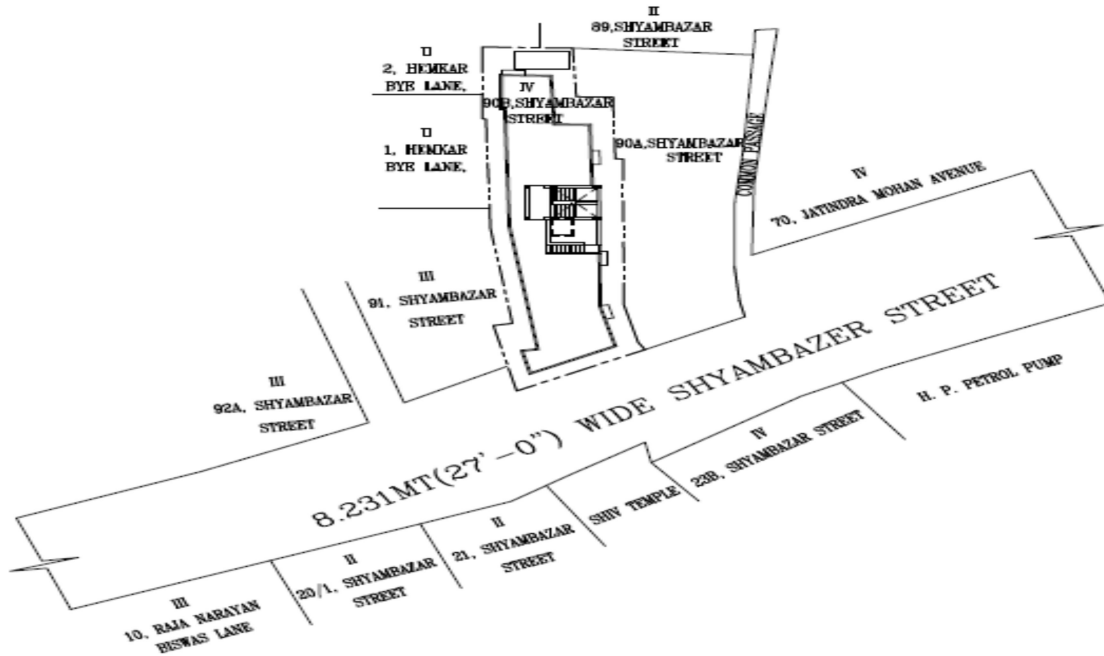 II
89,SHYAMBAZAR
STREET
II
2, HEMKAR
BYE LANE,
IV
90B,SHYAMBAZAR
STREET
II
1, HEMKAR
BYE LANE,
90A,SHYAMBAZAR
STREET
COMMON PASSAGE
IV
70, JATINDRA MOHAN AVENUE
III
91, SHYAMBAZAR
STREET
III
92A, SHYAMBAZAR
STREET
8.231MT(27'-0") WIDE SHYAMBAZER STREET
H. P. PETROL PUMP
IV
23B, SHYAMBAZAR STREET
SHIV TEMPLE
II
21, SHYAMBAZAR
STREET
II
20/1, SHYAMBAZAR
STREET
III
10, RAJA NARAYAN
BISWAS LANE